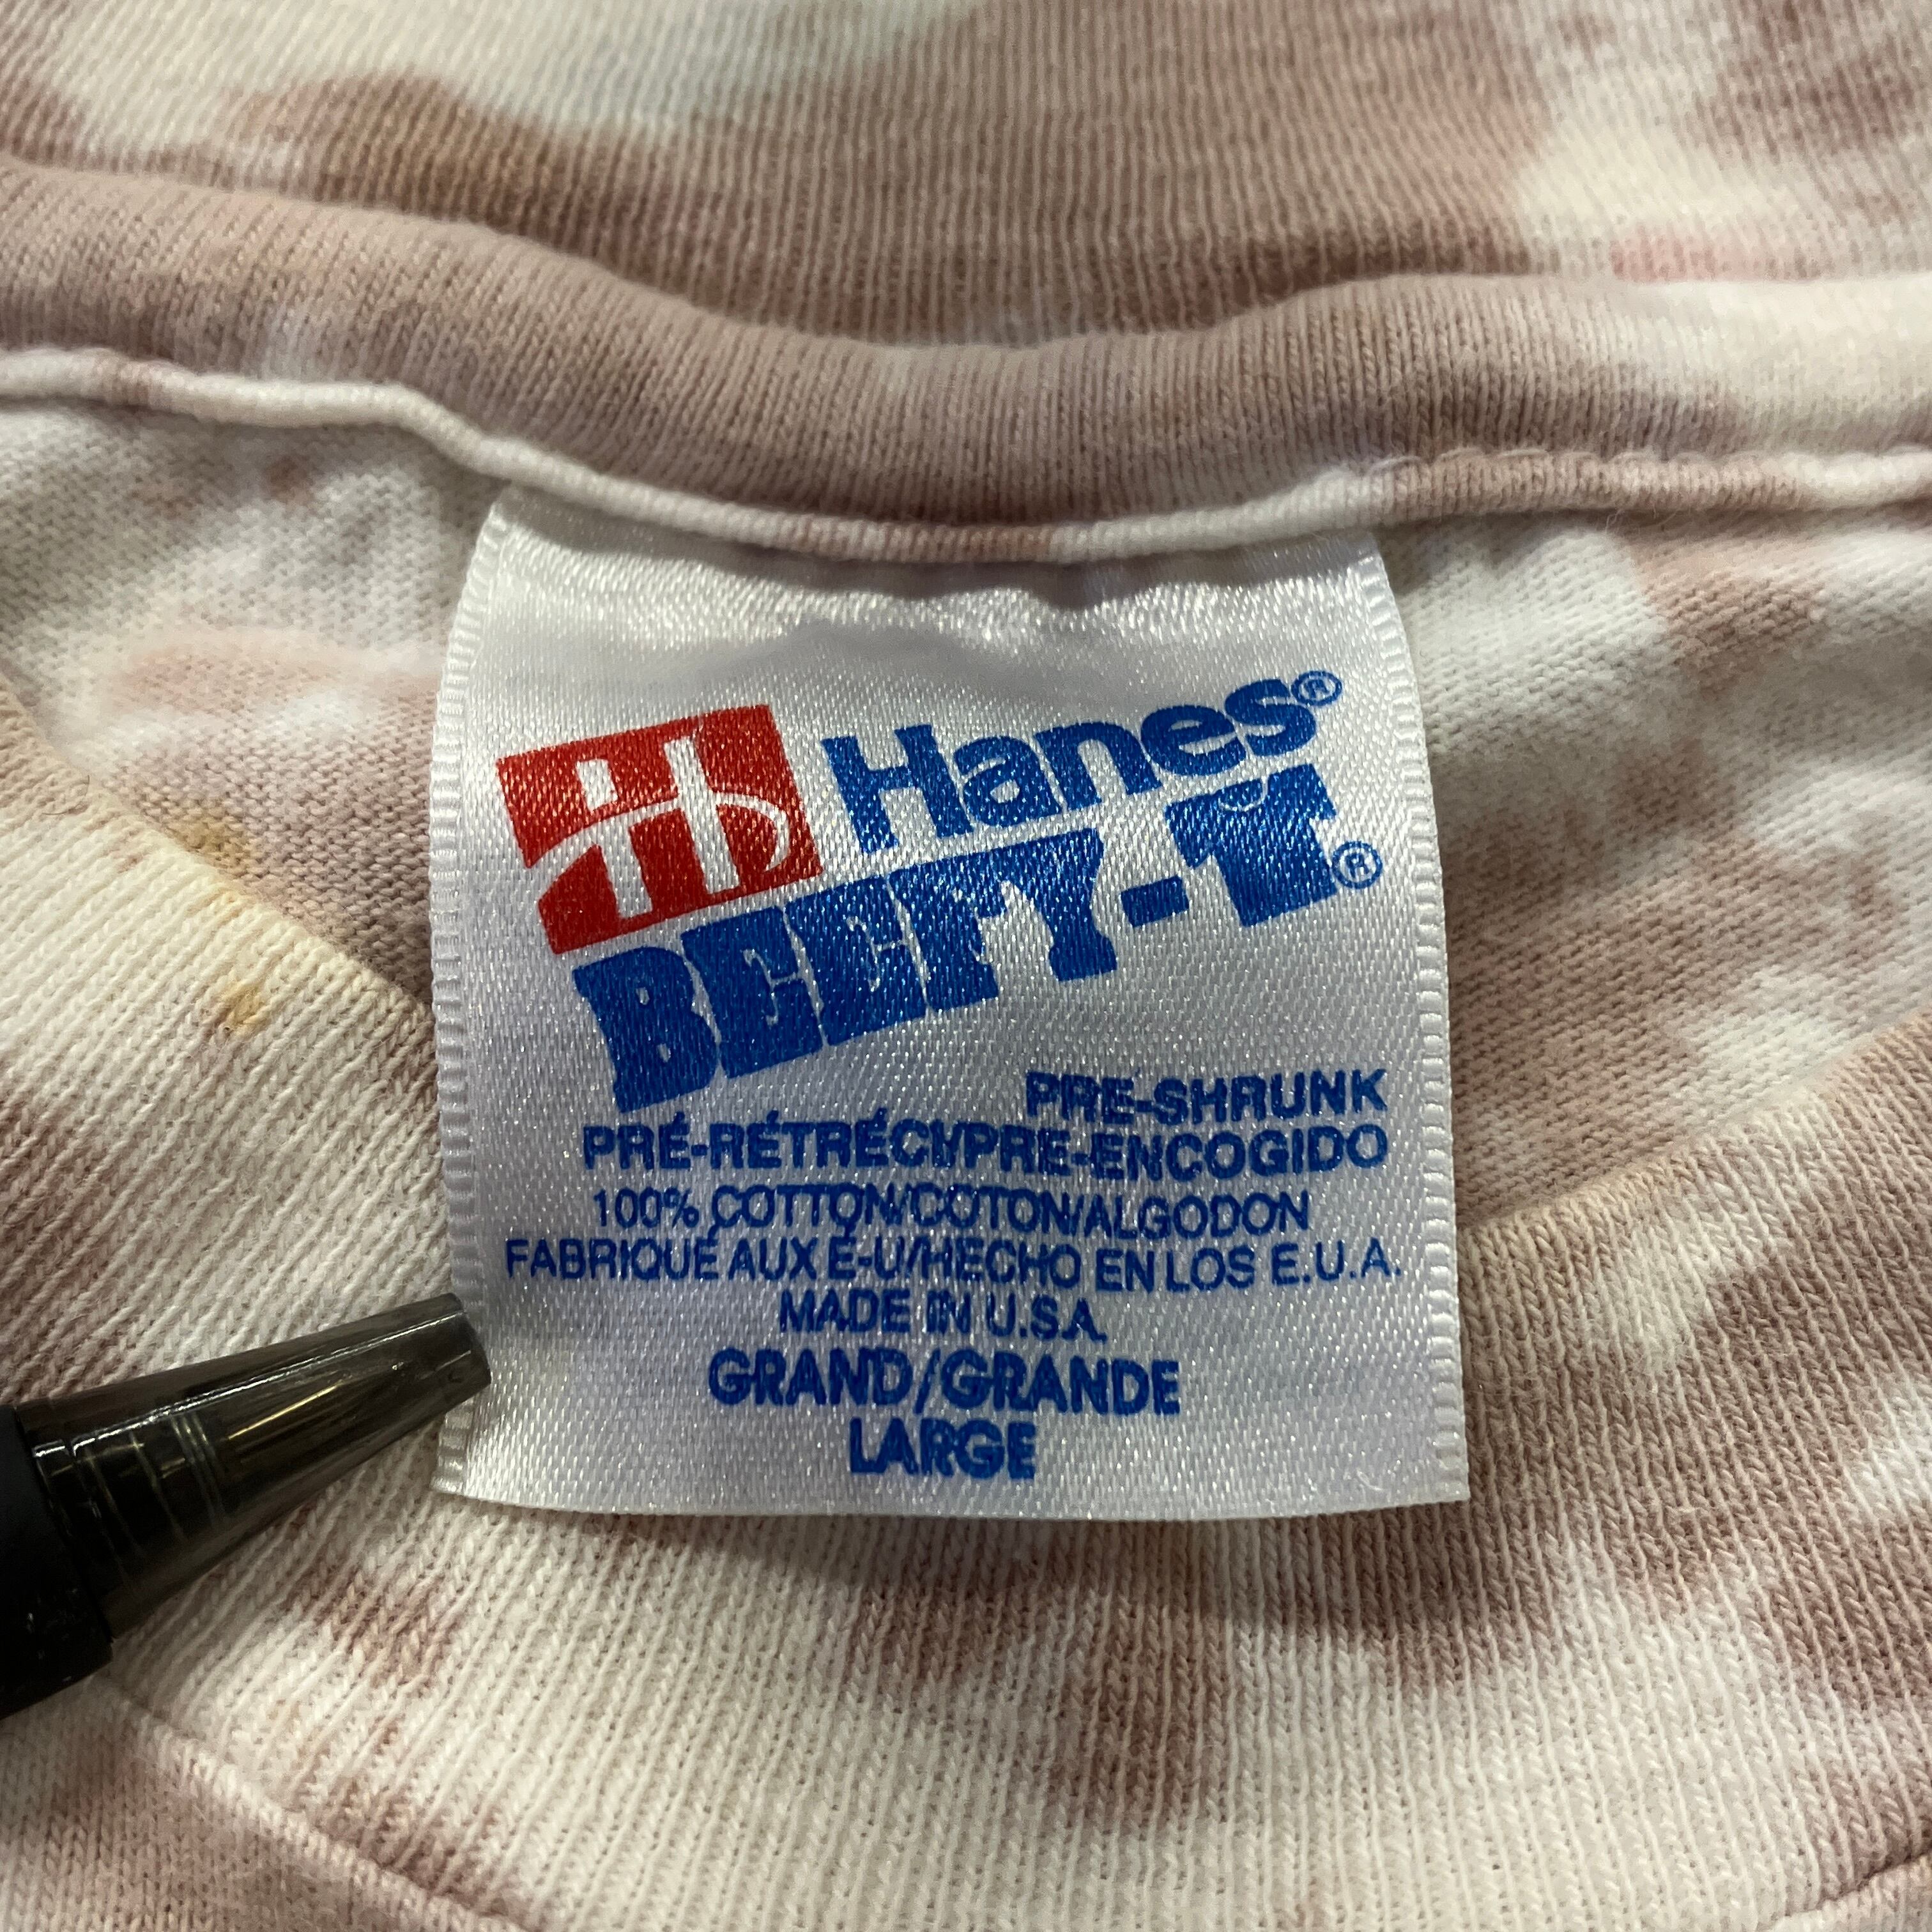 Hanes®
BEEFY-T®
PRE-SHRUNK
PRÉ-RÉTRÉCI/PRE-ENCOGIDO
100% COTTON/COTON/ALGODON
FABRIQUÉ AUX E-U/HECHO EN LOS E.U.A.
MADE IN U.S.A.
GRAND/GRANDE
LARGE